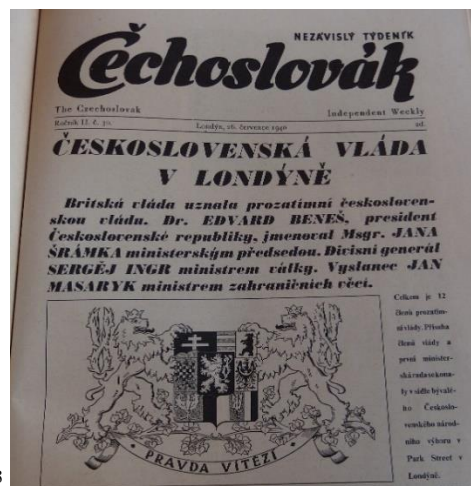 NEZÁVISLÝ TÝDENÍK
Čechoslovák
The Czechoslovak Independent Weekly
Ročník II. č. 30. Londýn, 26. července 1940 2d.
ČESKOSLOVENSKÁ VLÁDA
V LONDÝNĚ
Britská vláda uznala prozatímní českosloven-
skou vládu. Dr. EDVARD BENEŠ, president
Československé republiky, jmenoval Msgr. JANA
ŠRÁMKA ministerským předsedou. Divisní generál
SERGĚJ INGR ministrem války. Vyslanec JAN
MASARYK ministrem zahraničních věcí.
Celkem je 12
členů prozatím-
ní vlády. Přísaha
členů vlády a
první minister-
ská rada se kona-
ly v sídle bývalé-
ho Českoslo-
venského národ-
ního výboru v
Park Street v
Londýně.
PRAVDA VÍTĚZÍ